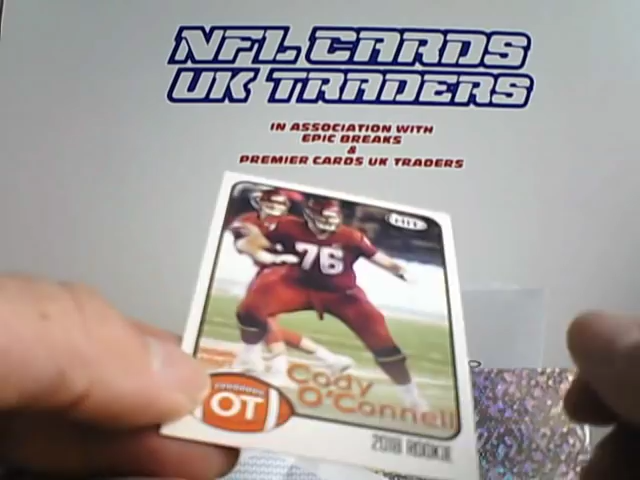 NFL CARDS
UK TRADERS
IN ASSOCIATION WITH
EPIC BREAKS
&
PREMIER CARDS UK TRADERS
HIT
76
Cody
O'Connell
OT
2018 ROOKIE